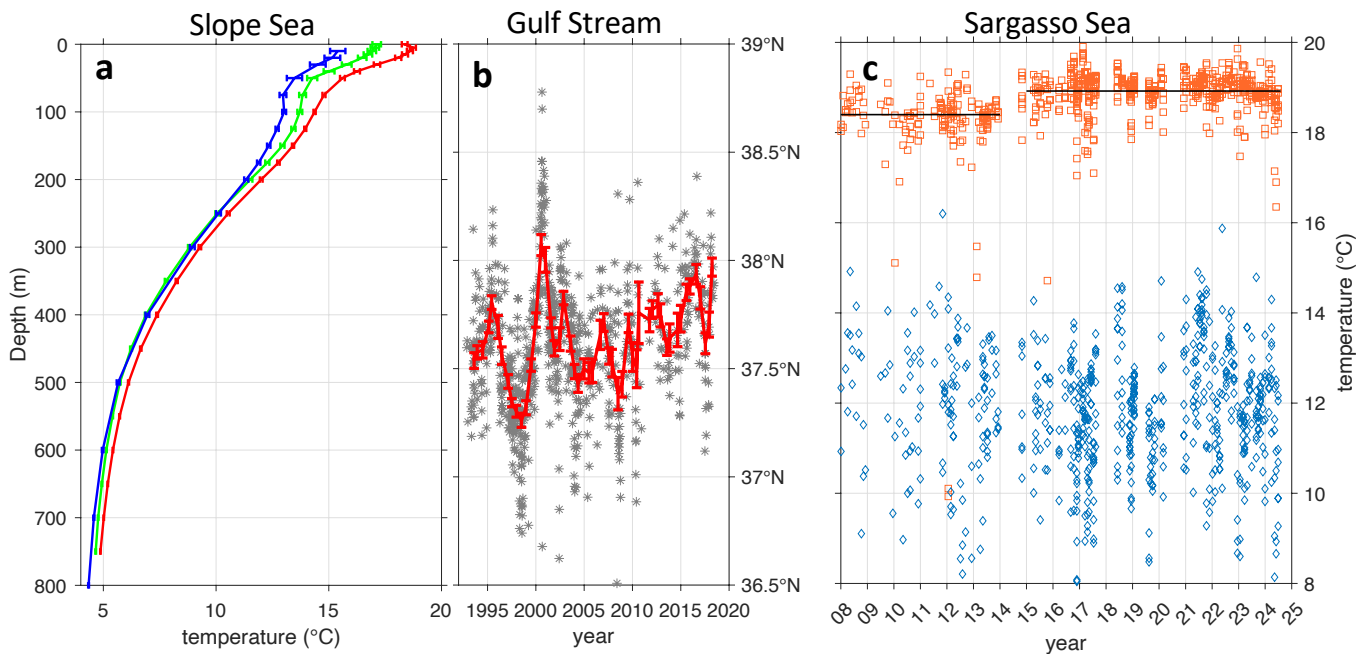 Slope Sea
Gulf Stream
Sargasso Sea
a
b
c
0
100
200
300
400
500
600
700
800
Depth (m)
5
10
15
20
temperature (°C)
39°N
38.5°N
38°N
37.5°N
37°N
36.5°N
1995
2000
2005
2010
2015
2020
year
20
18
16
14
12
10
8
temperature (°C)
08
09
10
11
12
13
14
15
16
17
18
19
20
21
22
23
24
25
year